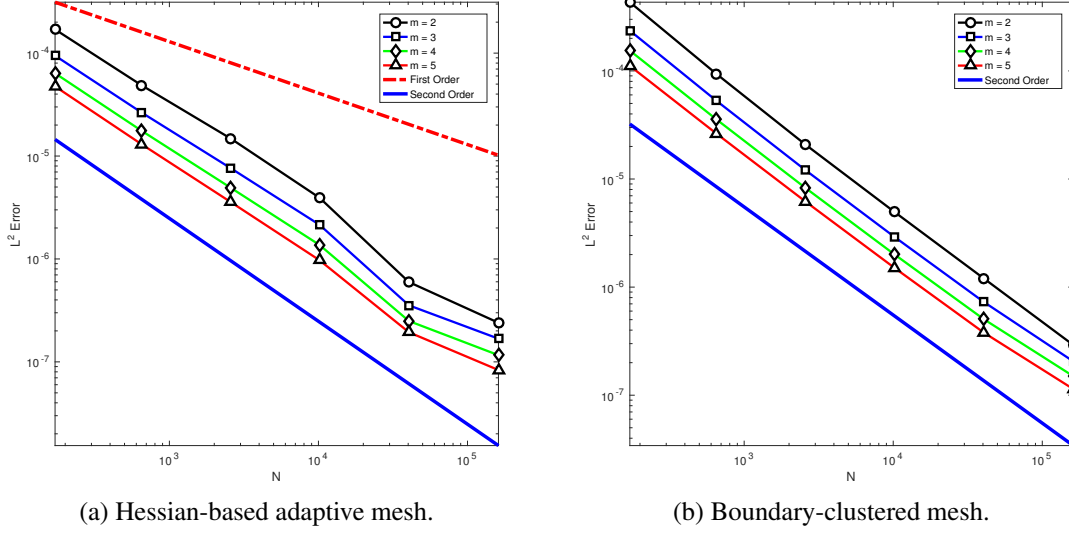 m = 2
m = 3
m = 4
m = 5
First Order
Second Order
10⁻⁴
10⁻⁵
10⁻⁶
10⁻⁷
L² Error
10³
10⁴
10⁵
N
(a) Hessian-based adaptive mesh.
m = 2
m = 3
m = 4
m = 5
Second Order
10⁻⁴
10⁻⁵
10⁻⁶
10⁻⁷
L² Error
10³
10⁴
10⁵
N
(b) Boundary-clustered mesh.